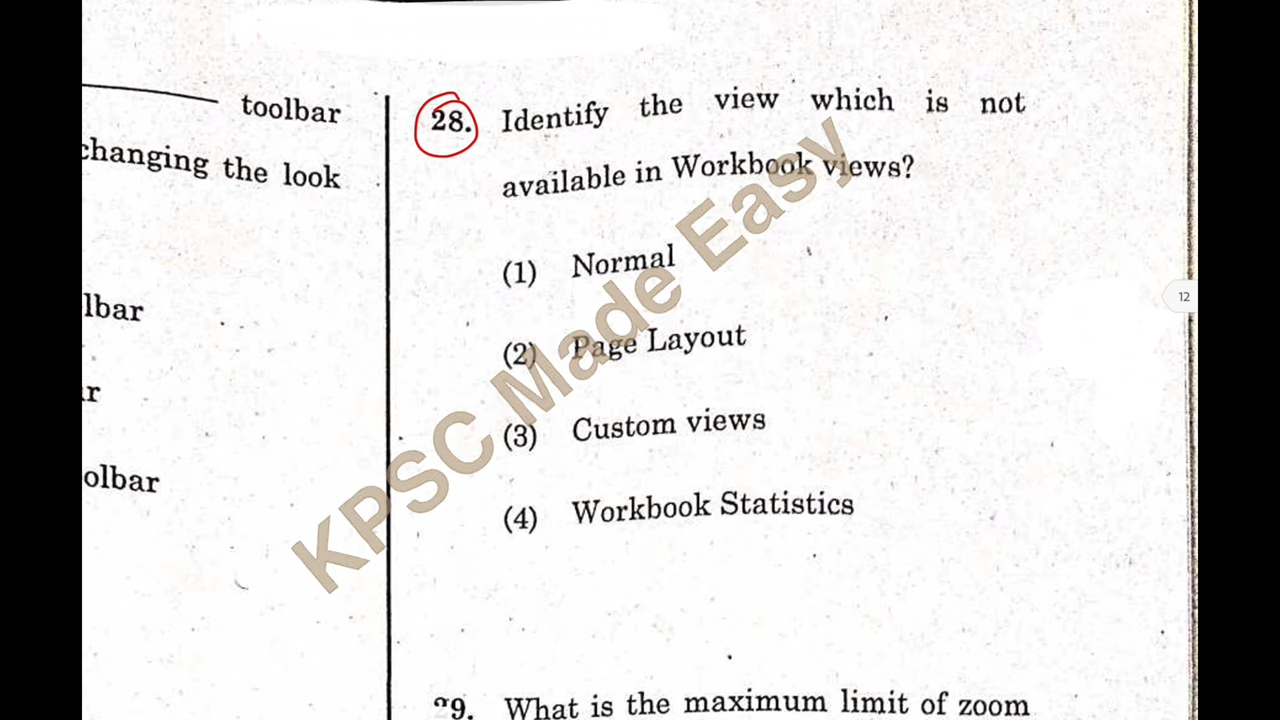 toolbar
changing the look
lbar
r
olbar
28. Identify the view which is not
available in Workbook views?
(1) Normal
(2) Page Layout
(3) Custom views
(4) Workbook Statistics
29. What is the maximum limit of zoom
KPSC Made Easy
12